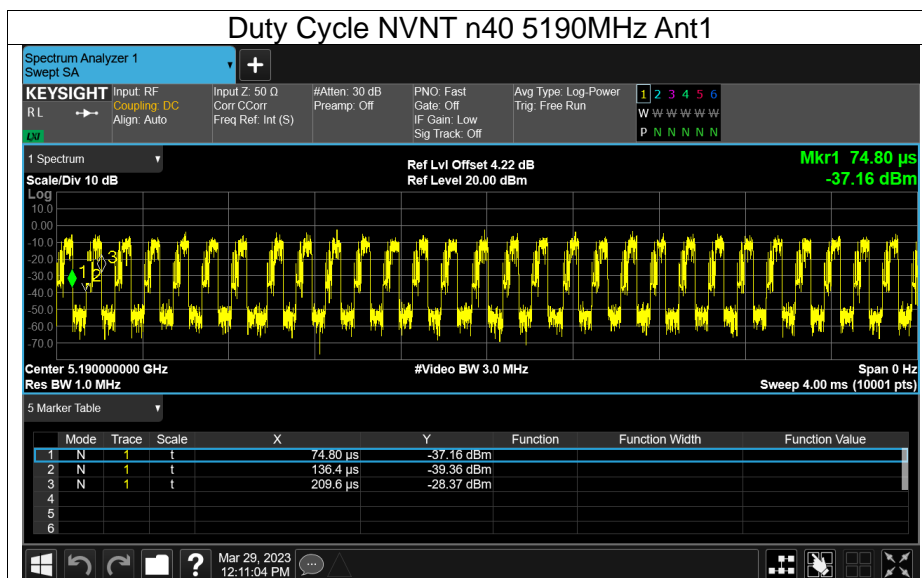 Duty Cycle NVNT n40 5190MHz Ant1
Spectrum Analyzer 1
Swept SA
+
KEYSIGHT
R L
LXI
Input: RF
Coupling: DC
Align: Auto
Input Z: 50 Ω
Corr CCorr
Freq Ref: Int (S)
#Atten: 30 dB
Preamp: Off
PNO: Fast
Gate: Off
IF Gain: Low
Sig Track: Off
Avg Type: Log-Power
Trig: Free Run
1 2 3 4 5 6
W W W W W W
P N N N N N
1 Spectrum
Scale/Div 10 dB
Ref Lvl Offset 4.22 dB
Ref Level 20.00 dBm
Mkr1 74.80 µs
-37.16 dBm
Log
10.0
0.00
-10.0
-20.0
-30.0
-40.0
-50.0
-60.0
-70.0
1
2
3
Center 5.190000000 GHz
Res BW 1.0 MHz
#Video BW 3.0 MHz
Span 0 Hz
Sweep 4.00 ms (10001 pts)
5 Marker Table
Mode Trace Scale X Y Function Function Width Function Value
1 N 1 t 74.80 µs -37.16 dBm
2 N 1 t 136.4 µs -39.36 dBm
3 N 1 t 209.6 µs -28.37 dBm
4
5
6
?
Mar 29, 2023
12:11:04 PM